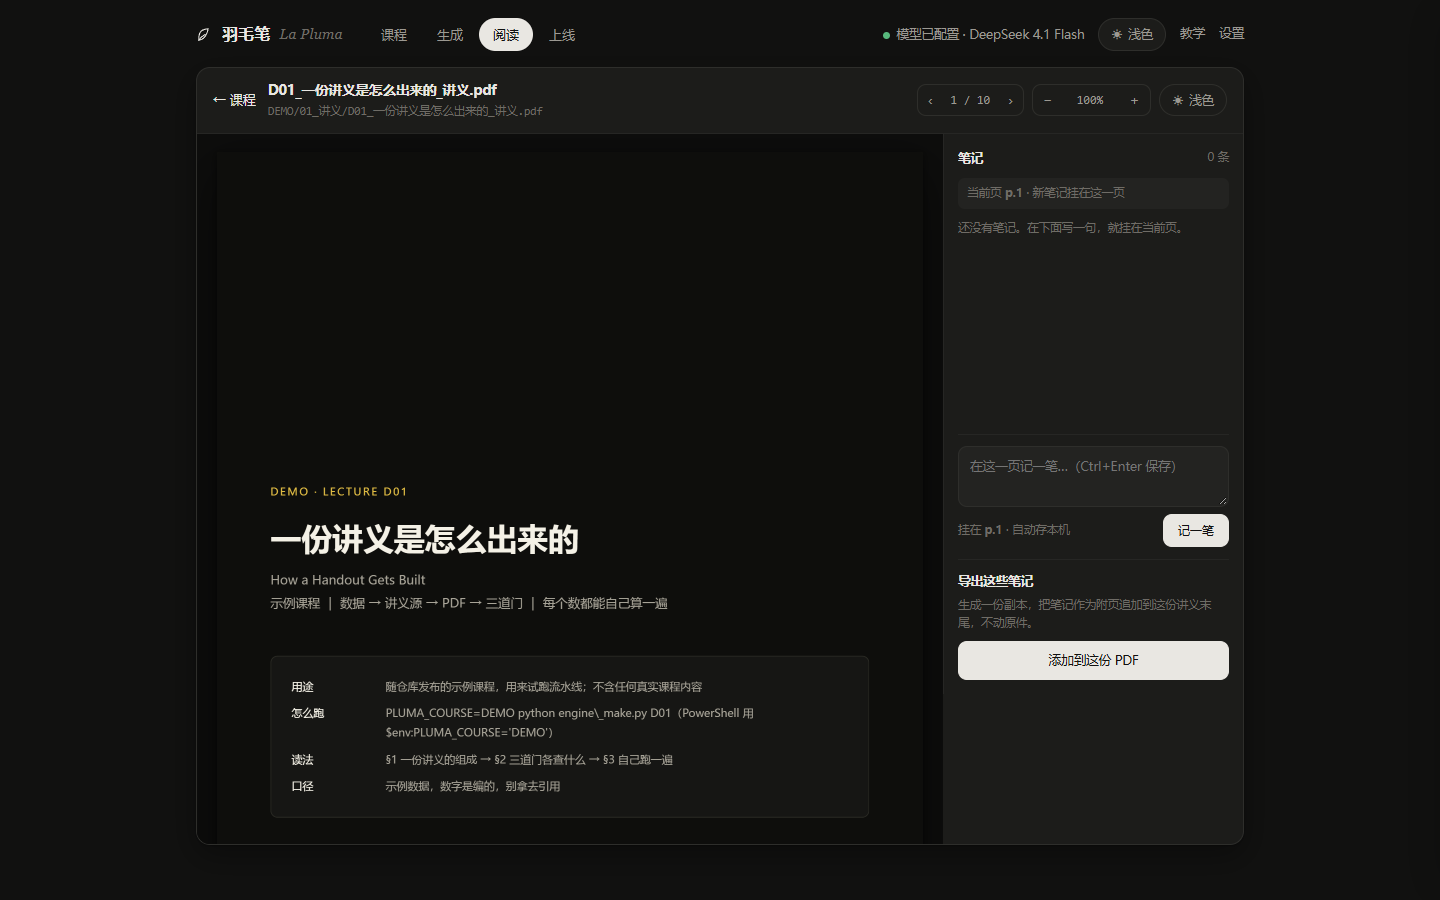 羽毛笔 La Pluma 课程 生成 阅读 上线 模型已配置 · DeepSeek 4.1 Flash ☀ 浅色 教学 设置
← 课程 D01_一份讲义是怎么出来的_讲义.pdf
DEMO/01_讲义/D01_一份讲义是怎么出来的_讲义.pdf
‹ 1 / 10 › − 100% + ☀ 浅色
DEMO · LECTURE D01
一份讲义是怎么出来的
How a Handout Gets Built
示例课程 | 数据 → 讲义源 → PDF → 三道门 | 每个数都能自己算一遍
用途 随仓库发布的示例课程，用来试跑流水线；不含任何真实课程内容
怎么跑 PLUMA_COURSE=DEMO python engine\_make.py D01（PowerShell 用
$env:PLUMA_COURSE='DEMO'）
读法 §1 一份讲义的组成 → §2 三道门各查什么 → §3 自己跑一遍
口径 示例数据，数字是编的，别拿去引用
笔记 0 条
当前页 p.1 · 新笔记挂在这一页
还没有笔记。在下面写一句，就挂在当前页。
在这一页记一笔…（Ctrl+Enter 保存）
挂在 p.1 · 自动存本机 记一笔
导出这些笔记
生成一份副本，把笔记作为附页追加到这份讲义末
尾，不动原件。
添加到这份 PDF